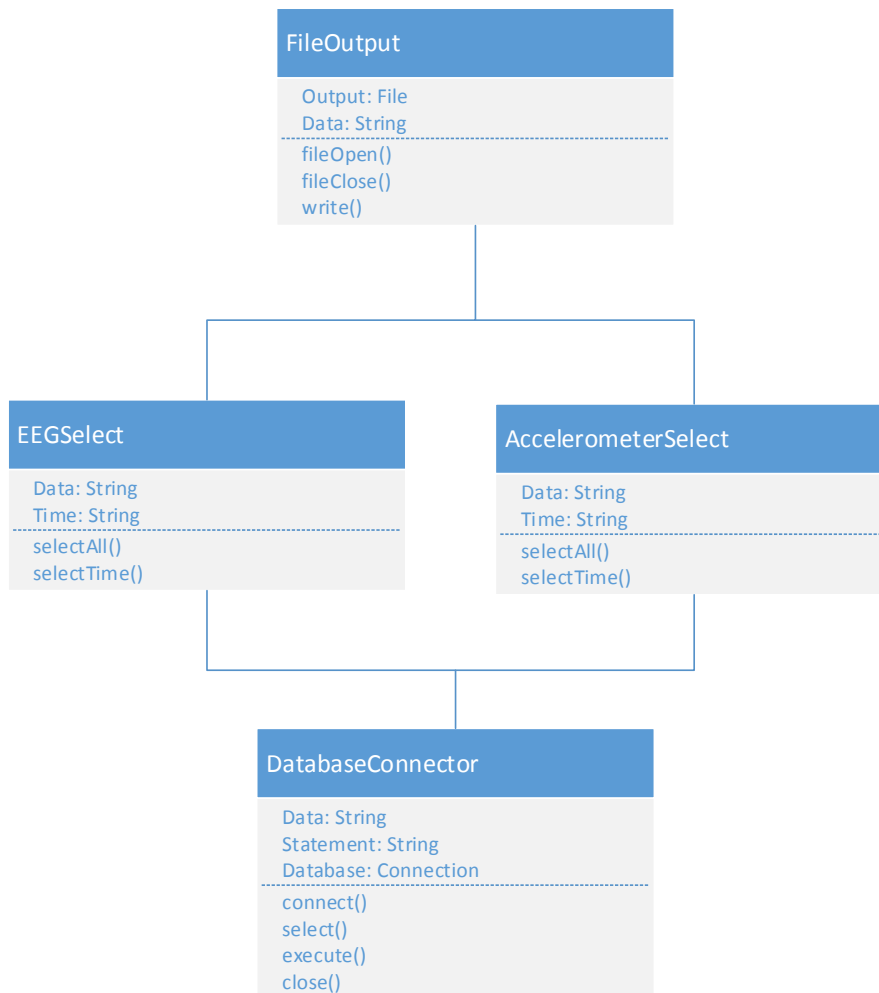 FileOutput
Output: File
Data: String
fileOpen()
fileClose()
write()
EEGSelect
Data: String
Time: String
selectAll()
selectTime()
AccelerometerSelect
Data: String
Time: String
selectAll()
selectTime()
DatabaseConnector
Data: String
Statement: String
Database: Connection
connect()
select()
execute()
close()